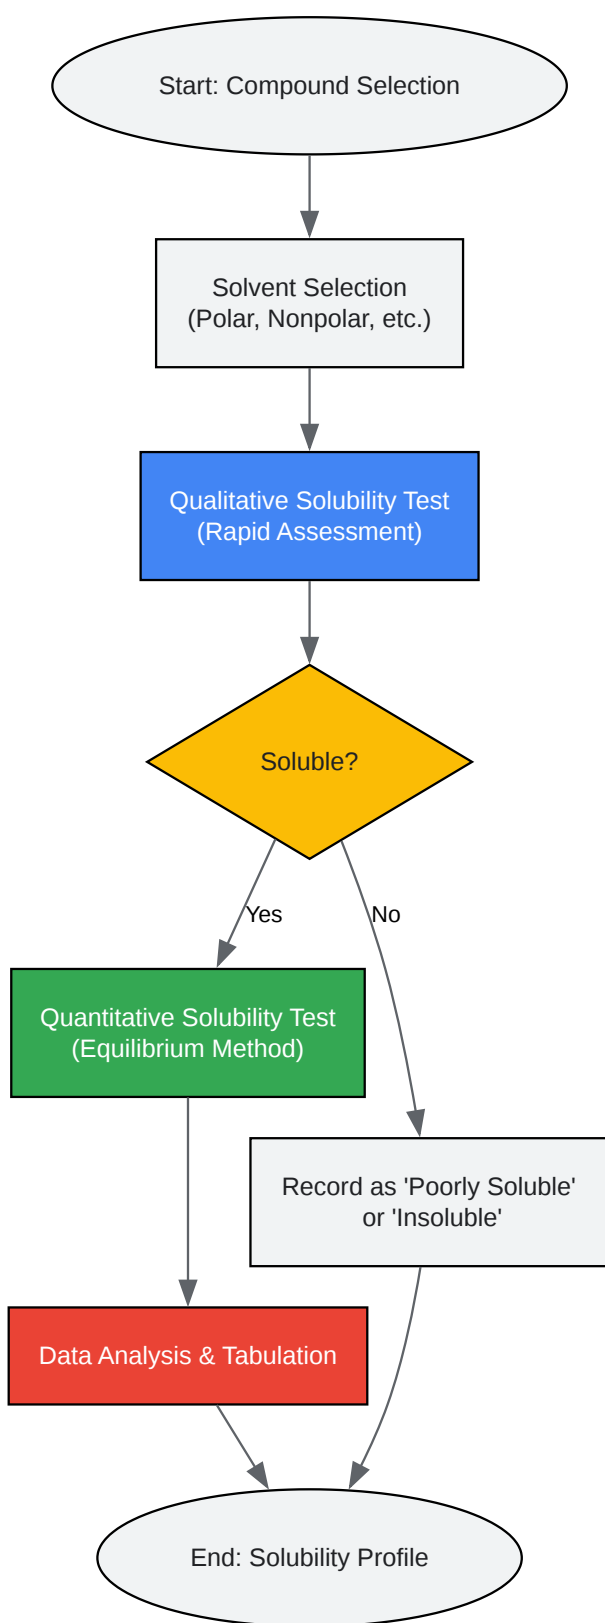 Start: Compound Selection
Solvent Selection
(Polar, Nonpolar, etc.)
Qualitative Solubility Test
(Rapid Assessment)
Soluble?
Yes
No
Quantitative Solubility Test
(Equilibrium Method)
Record as 'Poorly Soluble'
or 'Insoluble'
Data Analysis & Tabulation
End: Solubility Profile